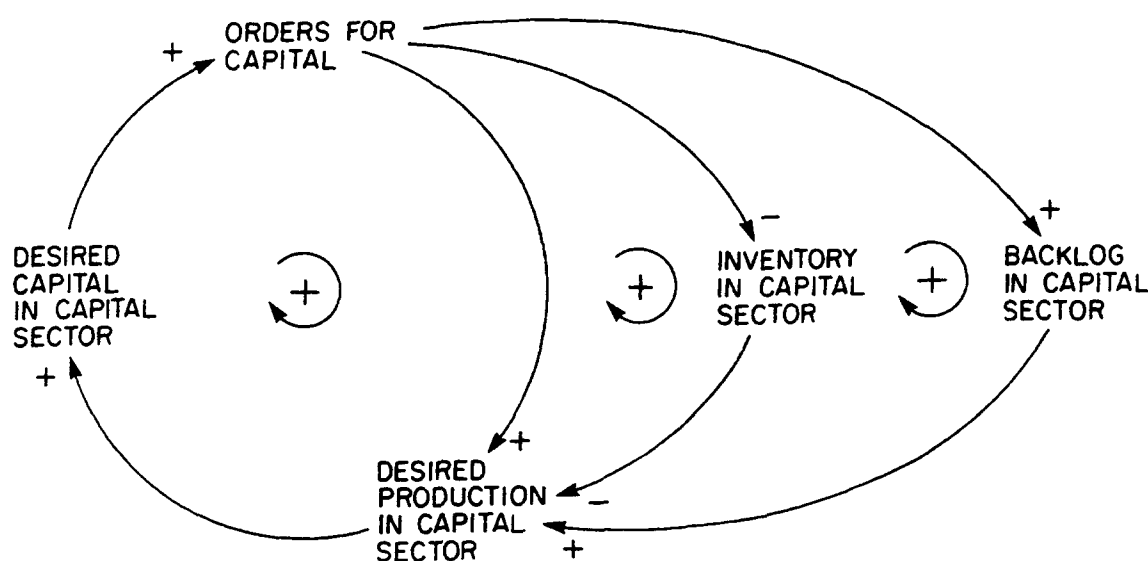 ORDERS FOR
CAPITAL
+
DESIRED
CAPITAL
IN CAPITAL
SECTOR
+
+
+
−
INVENTORY
IN CAPITAL
SECTOR
+
+
BACKLOG
IN CAPITAL
SECTOR
+
DESIRED
PRODUCTION
IN CAPITAL
SECTOR
−
+